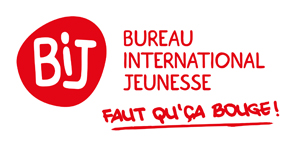 BiJ
BUREAU
INTERNATIONAL
JEUNESSE
FAUT QU'ÇA BOUGE!